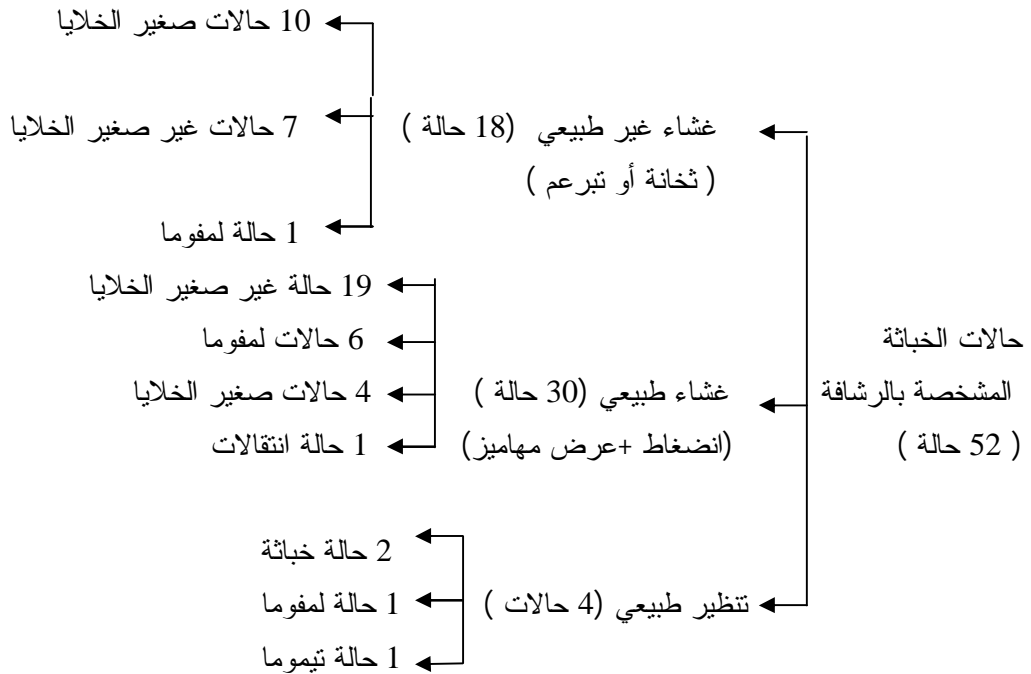 حالات الخباثة
المشخصة بالرشافة
( 52 حالة )
غشاء غير طبيعي (18 حالة )
( ثخانة أو تبرعم )
10 حالات صغير الخلايا
7 حالات غير صغير الخلايا
1 حالة لمفوما
غشاء طبيعي (30 حالة )
(انضغاط +عرض مهاميز)
19 حالة غير صغير الخلايا
6 حالات لمفوما
4 حالات صغير الخلايا
1 حالة انتقالات
تنظير طبيعي (4 حالات )
2 حالة خباثة
1 حالة لمفوما
1 حالة تيموما